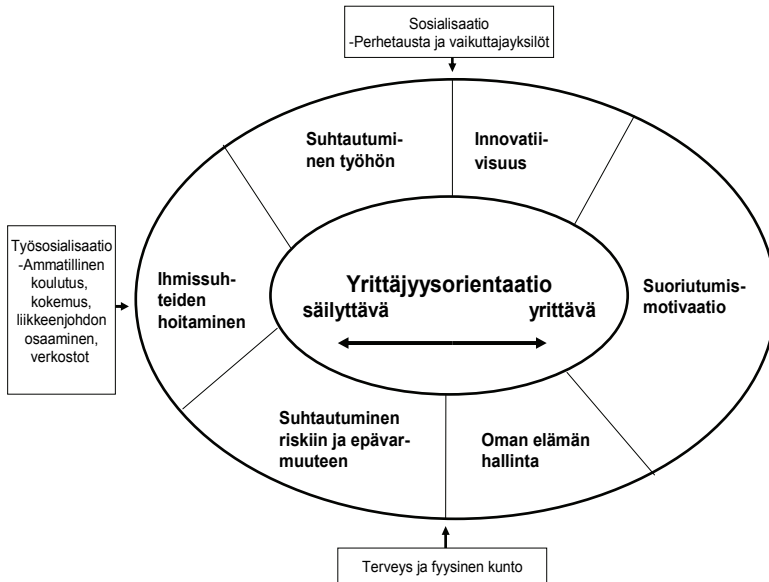 Sosialisaatio
-Perhetausta ja vaikuttajayksilöt
Suhtautumi-
nen työhön
Innovatii-
visuus
Työsosialisaatio
-Ammatillinen
koulutus,
kokemus,
liikkeenjohdon
osaaminen,
verkostot
Ihmissuh-
teiden
hoitaminen
Yrittäjyysorientaatio
säilyttävä yrittävä
Suoriutumis-
motivaatio
Suhtautuminen
riskiin ja epävar-
muuteen
Oman elämän
hallinta
Terveys ja fyysinen kunto